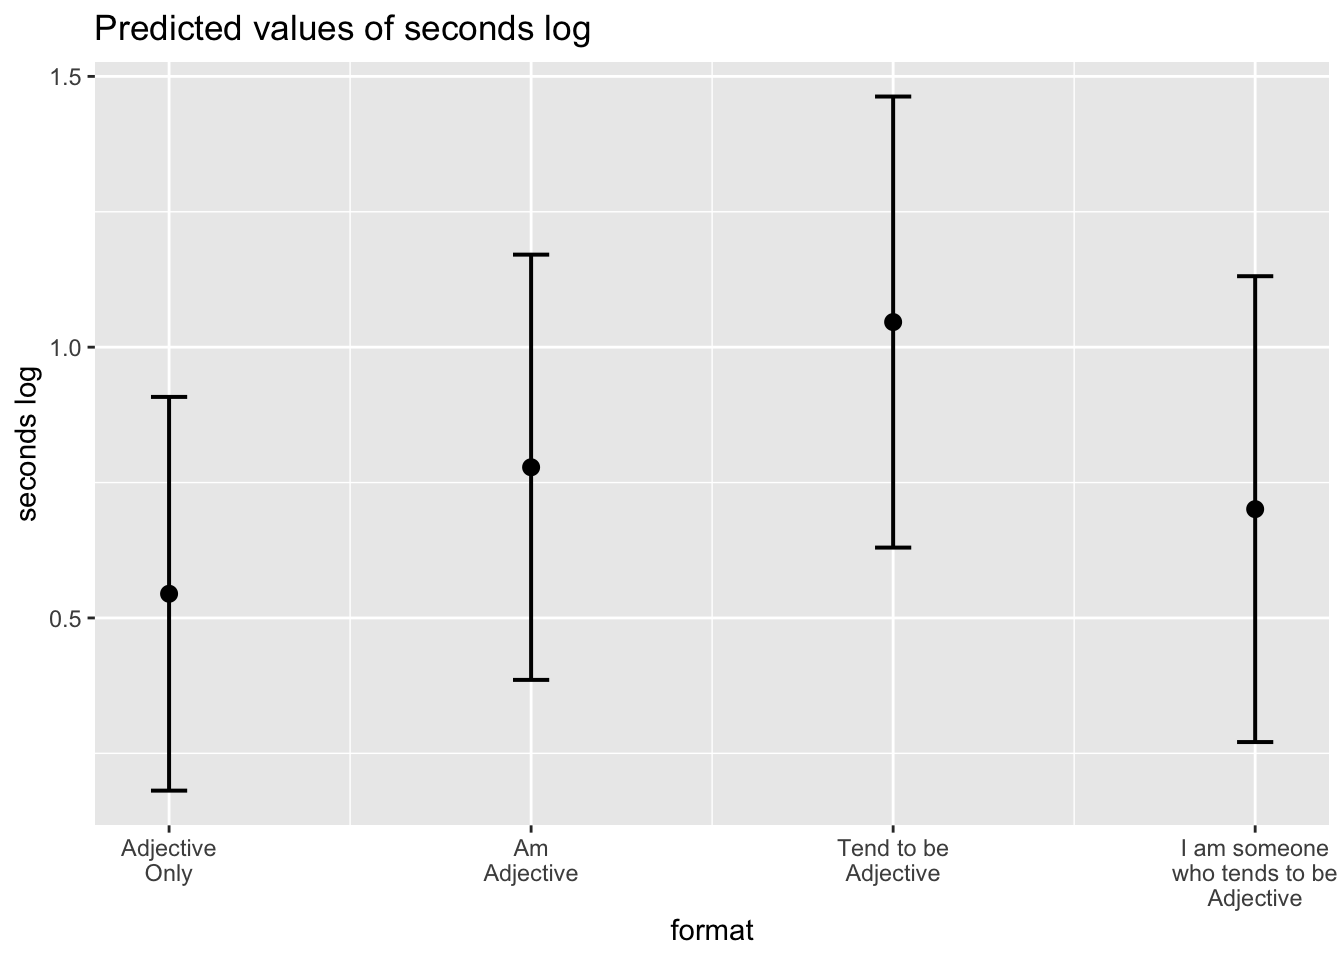 Predicted values of seconds log
1.5
1.0
0.5
seconds log
Adjective
Only
Am
Adjective
Tend to be
Adjective
I am someone
who tends to be
Adjective
format